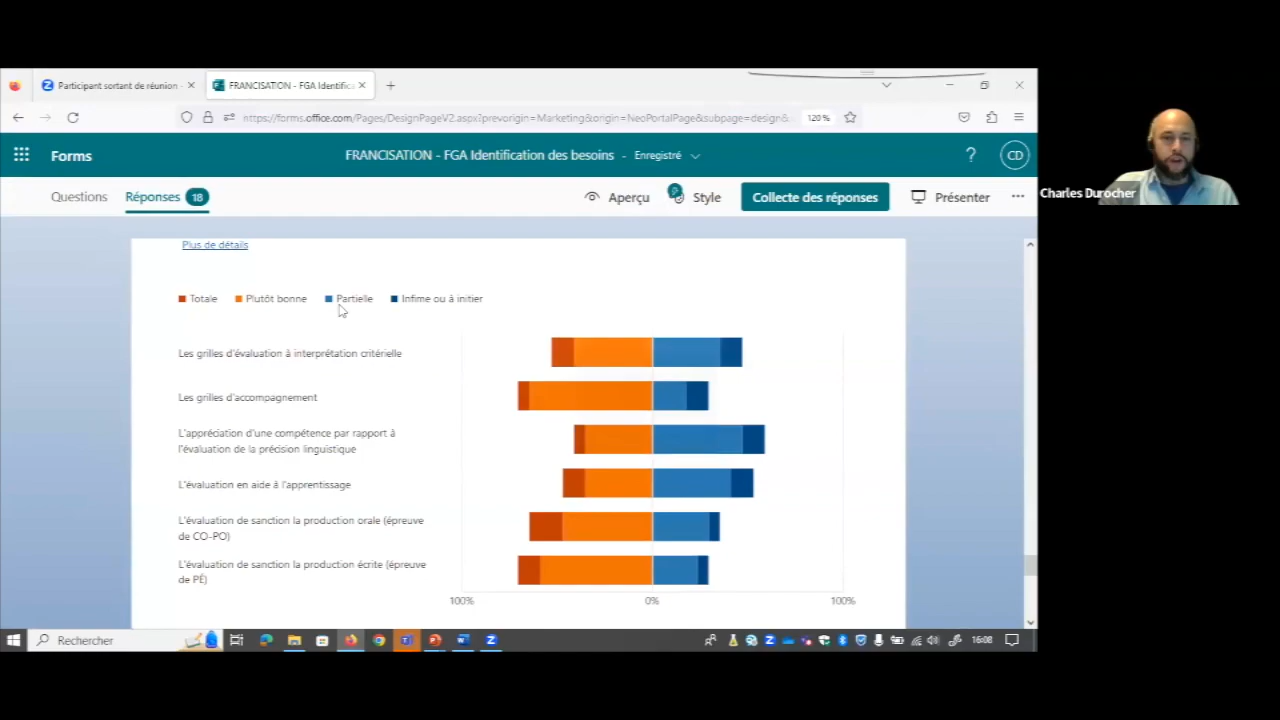 Participant sortant de réunion
FRANCISATION - FGA Identifica
https://forms.office.com/Pages/DesignPageV2.aspx?prevorigin=Marketing&origin=NeoPortalPage&subpage=design&
120 %
Forms
FRANCISATION - FGA Identification des besoins - Enregistré
?
CD
Questions
Réponses 18
Aperçu
Style
Collecte des réponses
Présenter
Charles Durocher
Plus de détails
Totale
Plutôt bonne
Partielle
Infime ou à initier
Les grilles d'évaluation à interprétation critérielle
Les grilles d'accompagnement
L'appréciation d'une compétence par rapport à
l'évaluation de la précision linguistique
L'évaluation en aide à l'apprentissage
L'évaluation de sanction la production orale (épreuve
de CO-PO)
L'évaluation de sanction la production écrite (épreuve
de PÉ)
100%
0%
100%
Rechercher
16:08